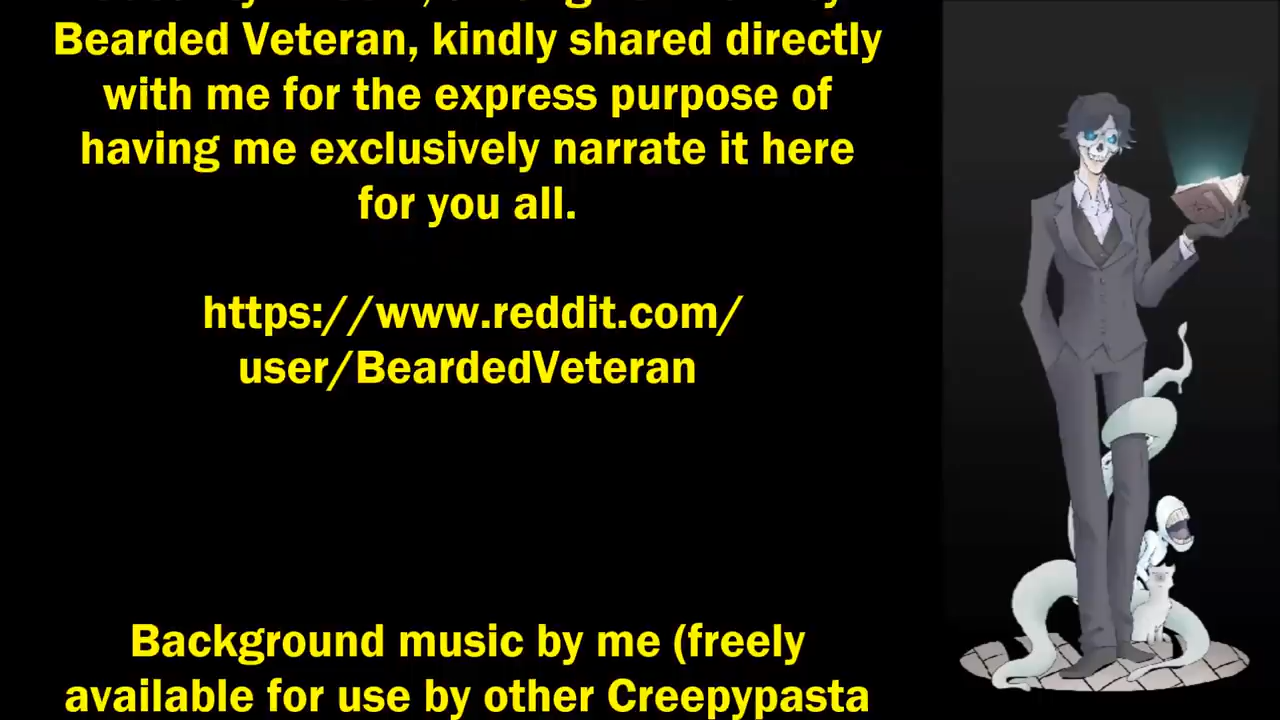 Bearded Veteran, kindly shared directly
with me for the express purpose of
having me exclusively narrate it here
for you all.
https://www.reddit.com/
user/BeardedVeteran
Background music by me (freely
available for use by other Creepypasta